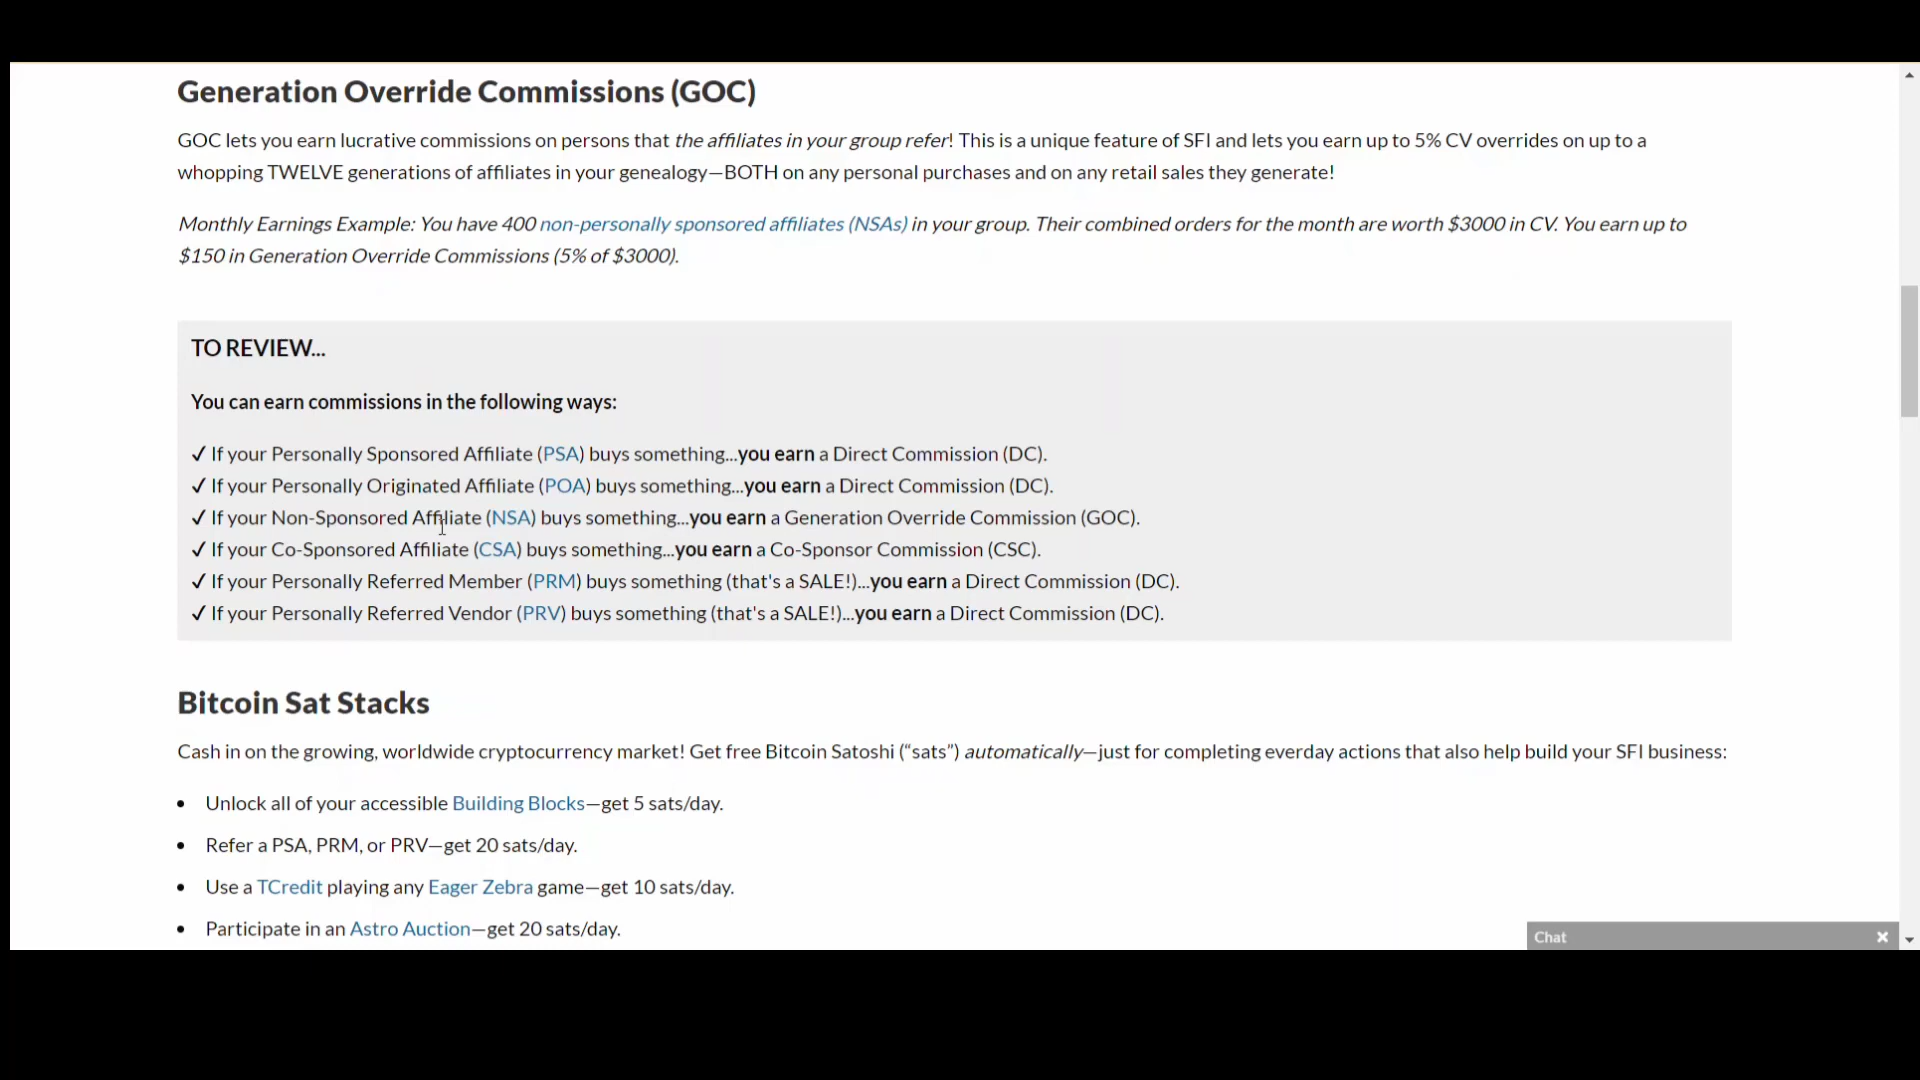 Generation Override Commissions (GOC)
GOC lets you earn lucrative commissions on persons that the affiliates in your group refer! This is a unique feature of SFI and lets you earn up to 5% CV overrides on up to a
whopping TWELVE generations of affiliates in your genealogy—BOTH on any personal purchases and on any retail sales they generate!
Monthly Earnings Example: You have 400 non-personally sponsored affiliates (NSAs) in your group. Their combined orders for the month are worth $3000 in CV. You earn up to
$150 in Generation Override Commissions (5% of $3000).
TO REVIEW...
You can earn commissions in the following ways:
✓ If your Personally Sponsored Affiliate (PSA) buys something...you earn a Direct Commission (DC).
✓ If your Personally Originated Affiliate (POA) buys something...you earn a Direct Commission (DC).
✓ If your Non-Sponsored Affiliate (NSA) buys something...you earn a Generation Override Commission (GOC).
✓ If your Co-Sponsored Affiliate (CSA) buys something...you earn a Co-Sponsor Commission (CSC).
✓ If your Personally Referred Member (PRM) buys something (that's a SALE!)...you earn a Direct Commission (DC).
✓ If your Personally Referred Vendor (PRV) buys something (that's a SALE!)...you earn a Direct Commission (DC).
Bitcoin Sat Stacks
Cash in on the growing, worldwide cryptocurrency market! Get free Bitcoin Satoshi (“sats”) automatically—just for completing everday actions that also help build your SFI business:
• Unlock all of your accessible Building Blocks—get 5 sats/day.
• Refer a PSA, PRM, or PRV—get 20 sats/day.
• Use a TCredit playing any Eager Zebra game—get 10 sats/day.
• Participate in an Astro Auction—get 20 sats/day.
Chat